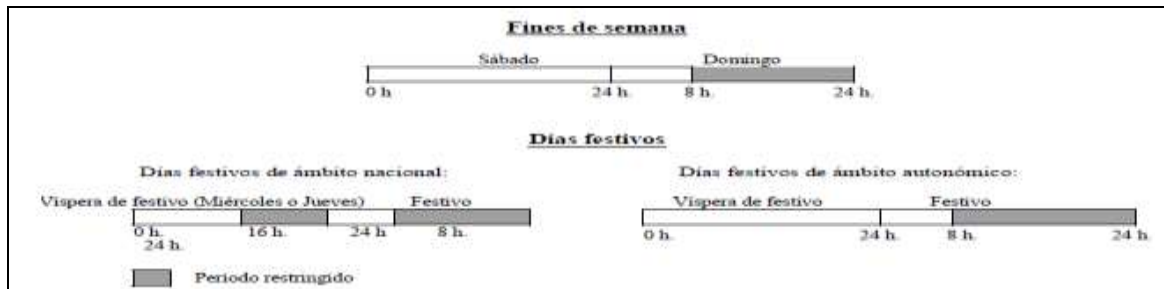 Fines de semana
Sábado Domingo
0 h 24 h. 8 h. 24 h.
Días festivos
Días festivos de ámbito nacional:
Víspera de festivo (Miércoles o Jueves) Festivo
0 h. 16 h. 24 h 8 h.
24 h.
Días festivos de ámbito autonómico:
Víspera de festivo Festivo
0 h. 24 h. 8 h. 24 h.
Periodo restringido